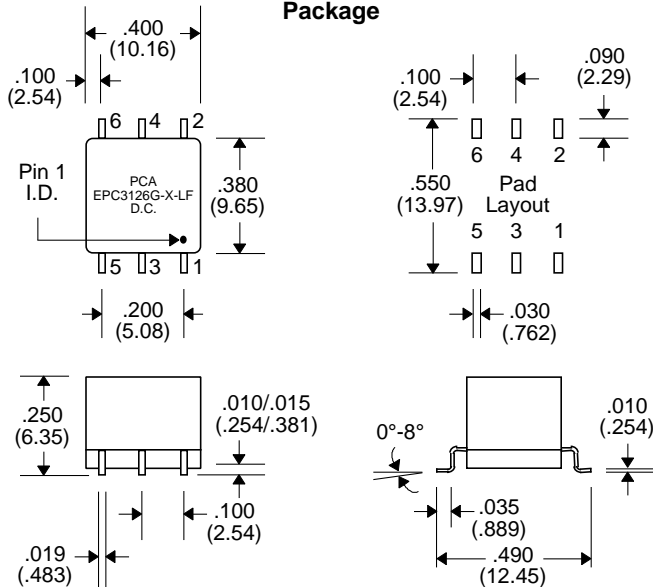 Package
.400
(10.16)
.100
(2.54)
6 4 2
Pin 1
I.D.
PCA
EPC3126G-X-LF
D.C.
.380
(9.65)
5 3 1
.200
(5.08)
.100
(2.54)
.090
(2.29)
6 4 2
.550
(13.97)
Pad
Layout
5 3 1
.030
(.762)
.250
(6.35)
.010/.015
(.254/.381)
.100
(2.54)
.019
(.483)
0°-8°
.010
(.254)
.035
(.889)
.490
(12.45)